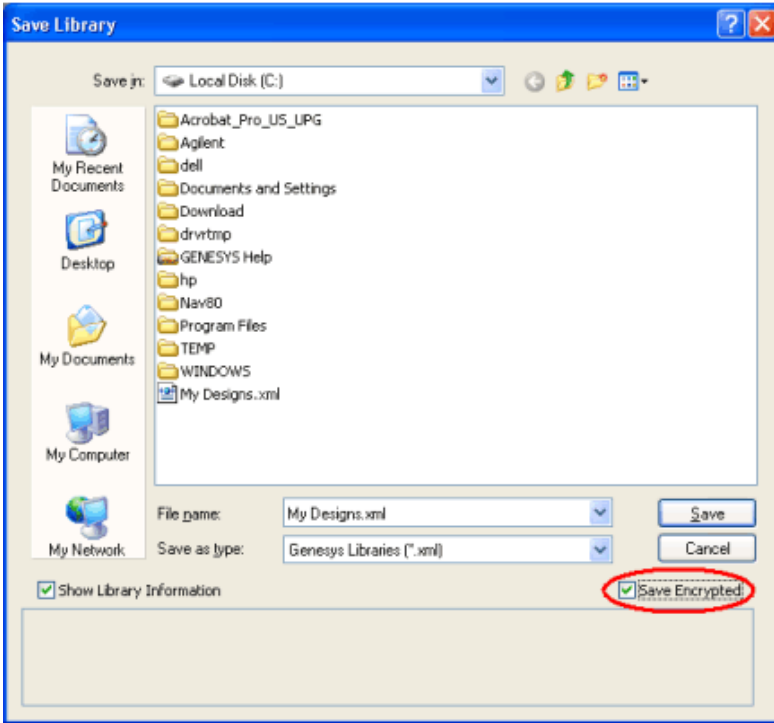 Save Library
Save in:
Local Disk (C:)
My Recent
Documents
Desktop
My Documents
My Computer
My Network
Acrobat_Pro_US_UPG
Agilent
dell
Documents and Settings
Download
drvrtmp
GENESYS Help
hp
Nav80
Program Files
TEMP
WINDOWS
My Designs.xml
File name:
My Designs.xml
Save
Save as type:
Genesys Libraries (*.xml)
Cancel
Show Library Information
Save Encrypted